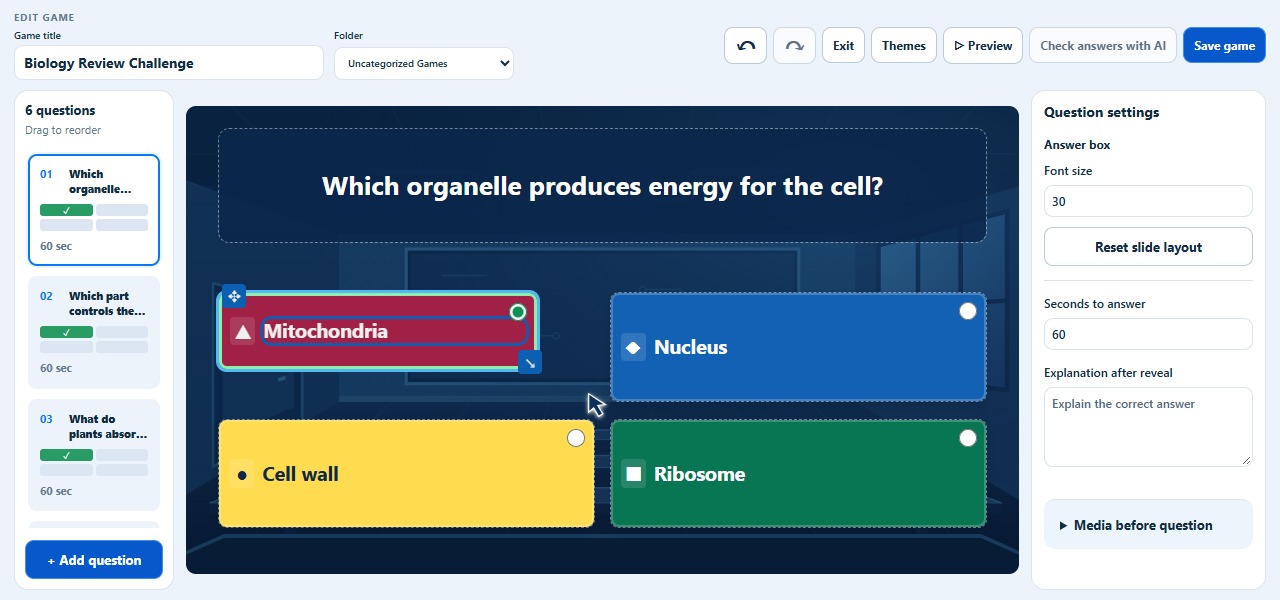 EDIT GAME
Game title
Folder
Biology Review Challenge
Uncategorized Games
Exit
Themes
Preview
Check answers with AI
Save game
6 questions
Drag to reorder
01
Which
organelle...
60 sec
02
Which part
controls the...
60 sec
03
What do
plants absor...
60 sec
+ Add question
Which organelle produces energy for the cell?
Mitochondria
Nucleus
Cell wall
Ribosome
Question settings
Answer box
Font size
30
Reset slide layout
Seconds to answer
60
Explanation after reveal
Explain the correct answer
Media before question